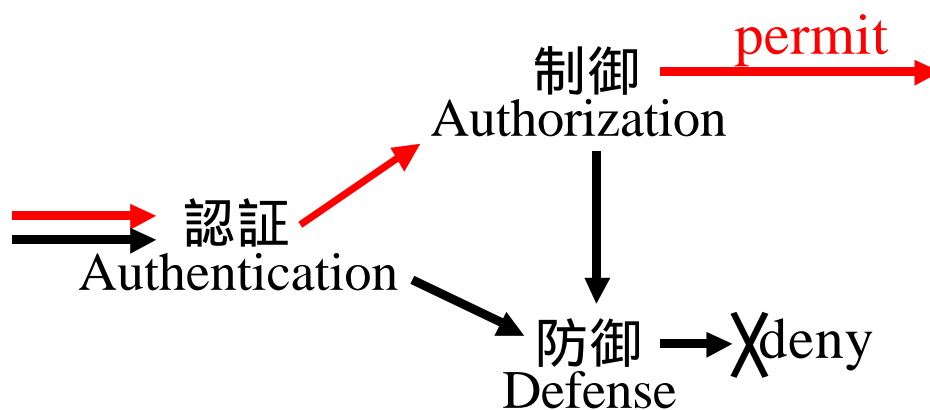 permit
制御
Authorization
認証
Authentication
防御
deny
Defense